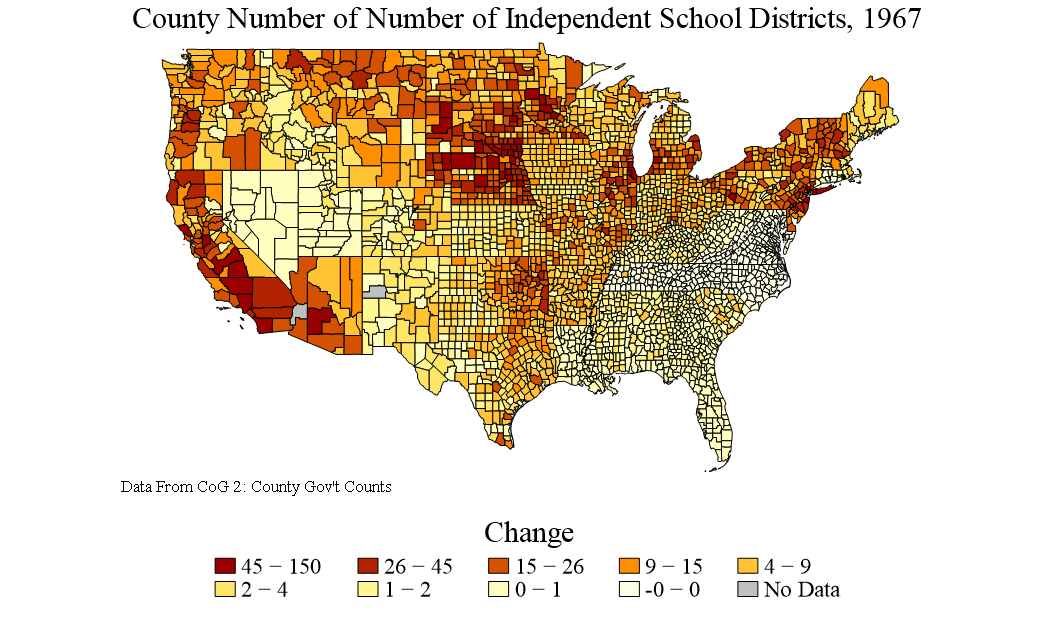 County Number of Number of Independent School Districts, 1967
Data From CoG 2: County Gov't Counts
Change
45 − 150 26 − 45 15 − 26 9 − 15 4 − 9
2 − 4 1 − 2 0 − 1 -0 − 0 No Data